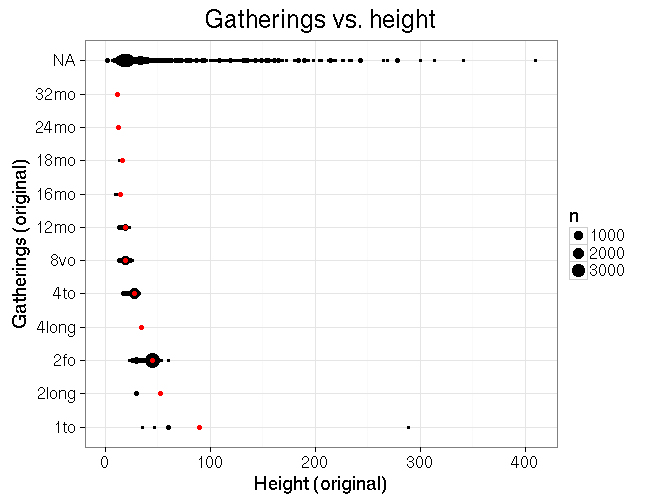 Gatherings vs. height
Gatherings (original)
NA
32mo
24mo
18mo
16mo
12mo
8vo
4to
4long
2fo
2long
1to
0 100 200 300 400
Height (original)
n
1000
2000
3000